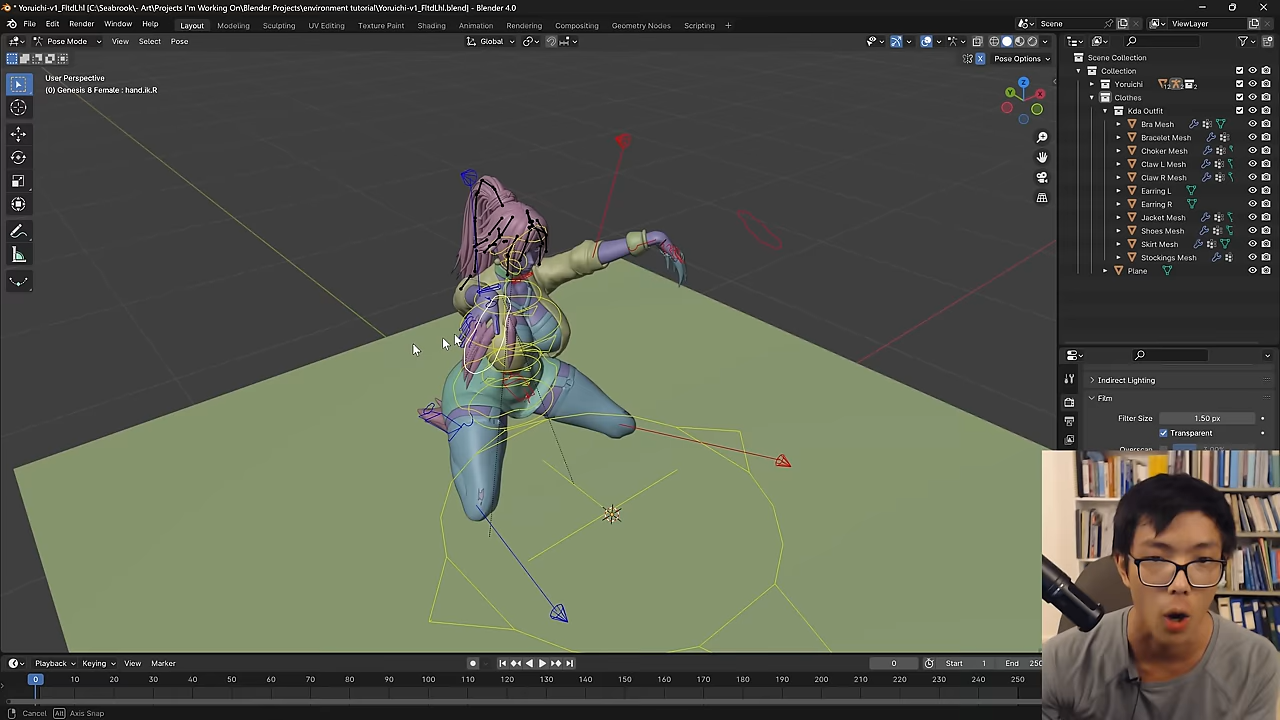 * Yoruichi-v1_FltdLhl [C:\Seabrook\- Art\Projects I'm Working On\Blender Projects\environment tutorial\Yoruichi-v1_FltdLhl.blend] - Blender 4.0
File Edit Render Window Help Layout Modeling Sculpting UV Editing Texture Paint Shading Animation Rendering Compositing Geometry Nodes Scripting + Scene ViewLayer
Pose Mode View Select Pose Global
Pose Options
User Perspective
(0) Genesis 8 Female : hand.ik.R
Z
Y
X
Scene Collection
Collection
Yoruichi
Clothes
Kda Outfit
Bra Mesh
Bracelet Mesh
Choker Mesh
Claw L Mesh
Claw R Mesh
Earring L
Earring R
Jacket Mesh
Shoes Mesh
Skirt Mesh
Stockings Mesh
Plane
Indirect Lighting
Film
Filter Size 1.50 px
Transparent
Playback Keying View Marker 0 Start 1 End 250
0 10 20 30 40 50 60 70 80 90 100 110 120 130 140 150 160 170 180 190 200 210 220 230 240 250
Cancel Alt Axis Snap